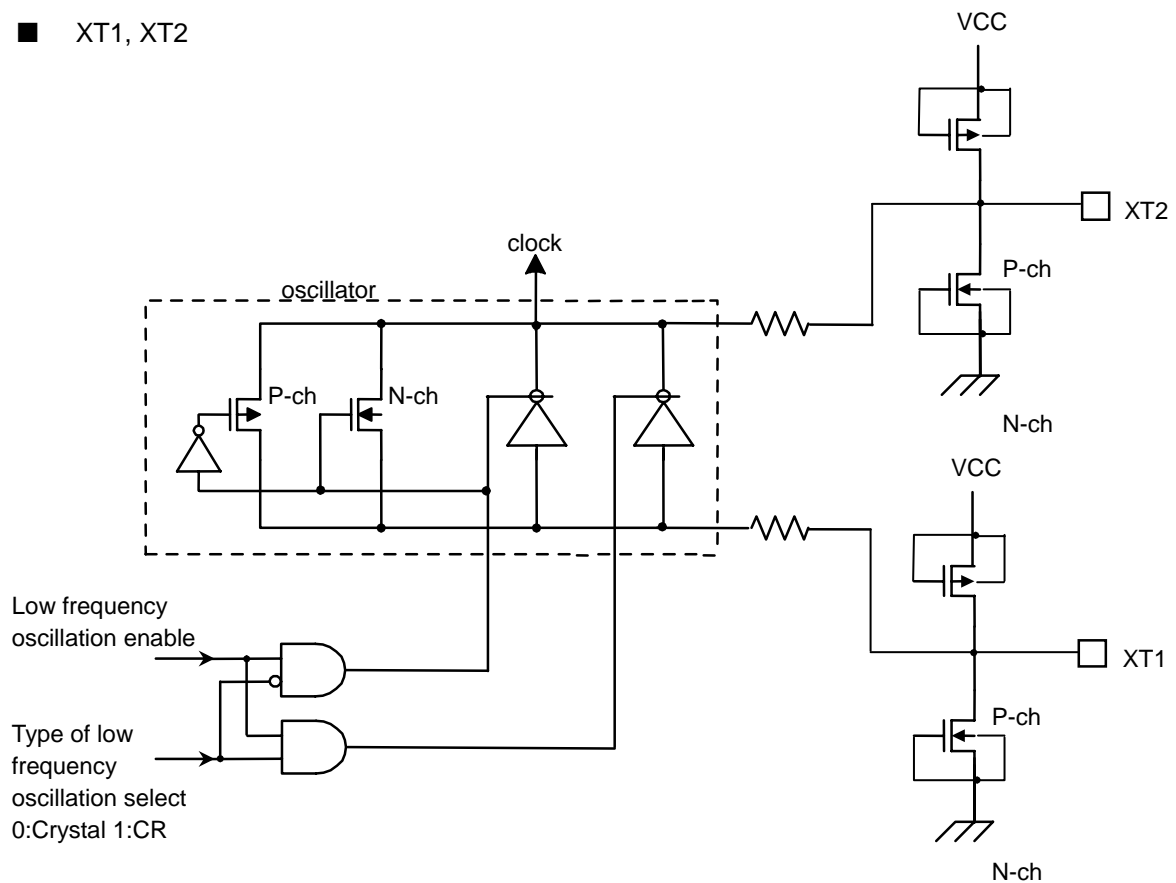 ■ XT1, XT2
VCC
XT2
clock
P-ch
oscillator
P-ch
N-ch
N-ch
VCC
Low frequency
oscillation enable
XT1
P-ch
Type of low
frequency
oscillation select
0:Crystal 1:CR
N-ch